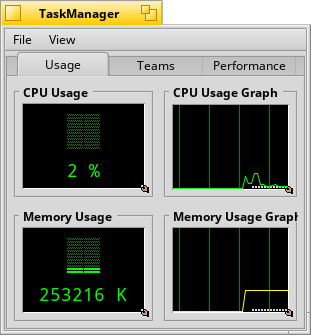 TaskManager
File View
Usage Teams Performance
CPU Usage CPU Usage Graph
2 %
Memory Usage Memory Usage Graph
253216 K